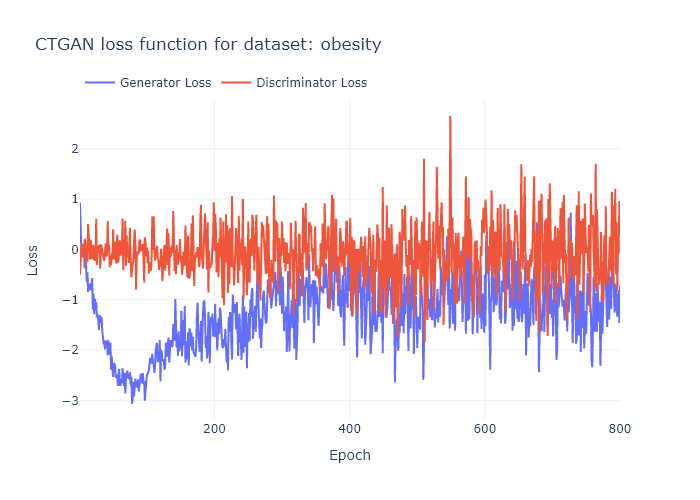 CTGAN loss function for dataset: obesity
Generator Loss
Discriminator Loss
2
1
0
−1
−2
−3
Loss
200
400
600
800
Epoch